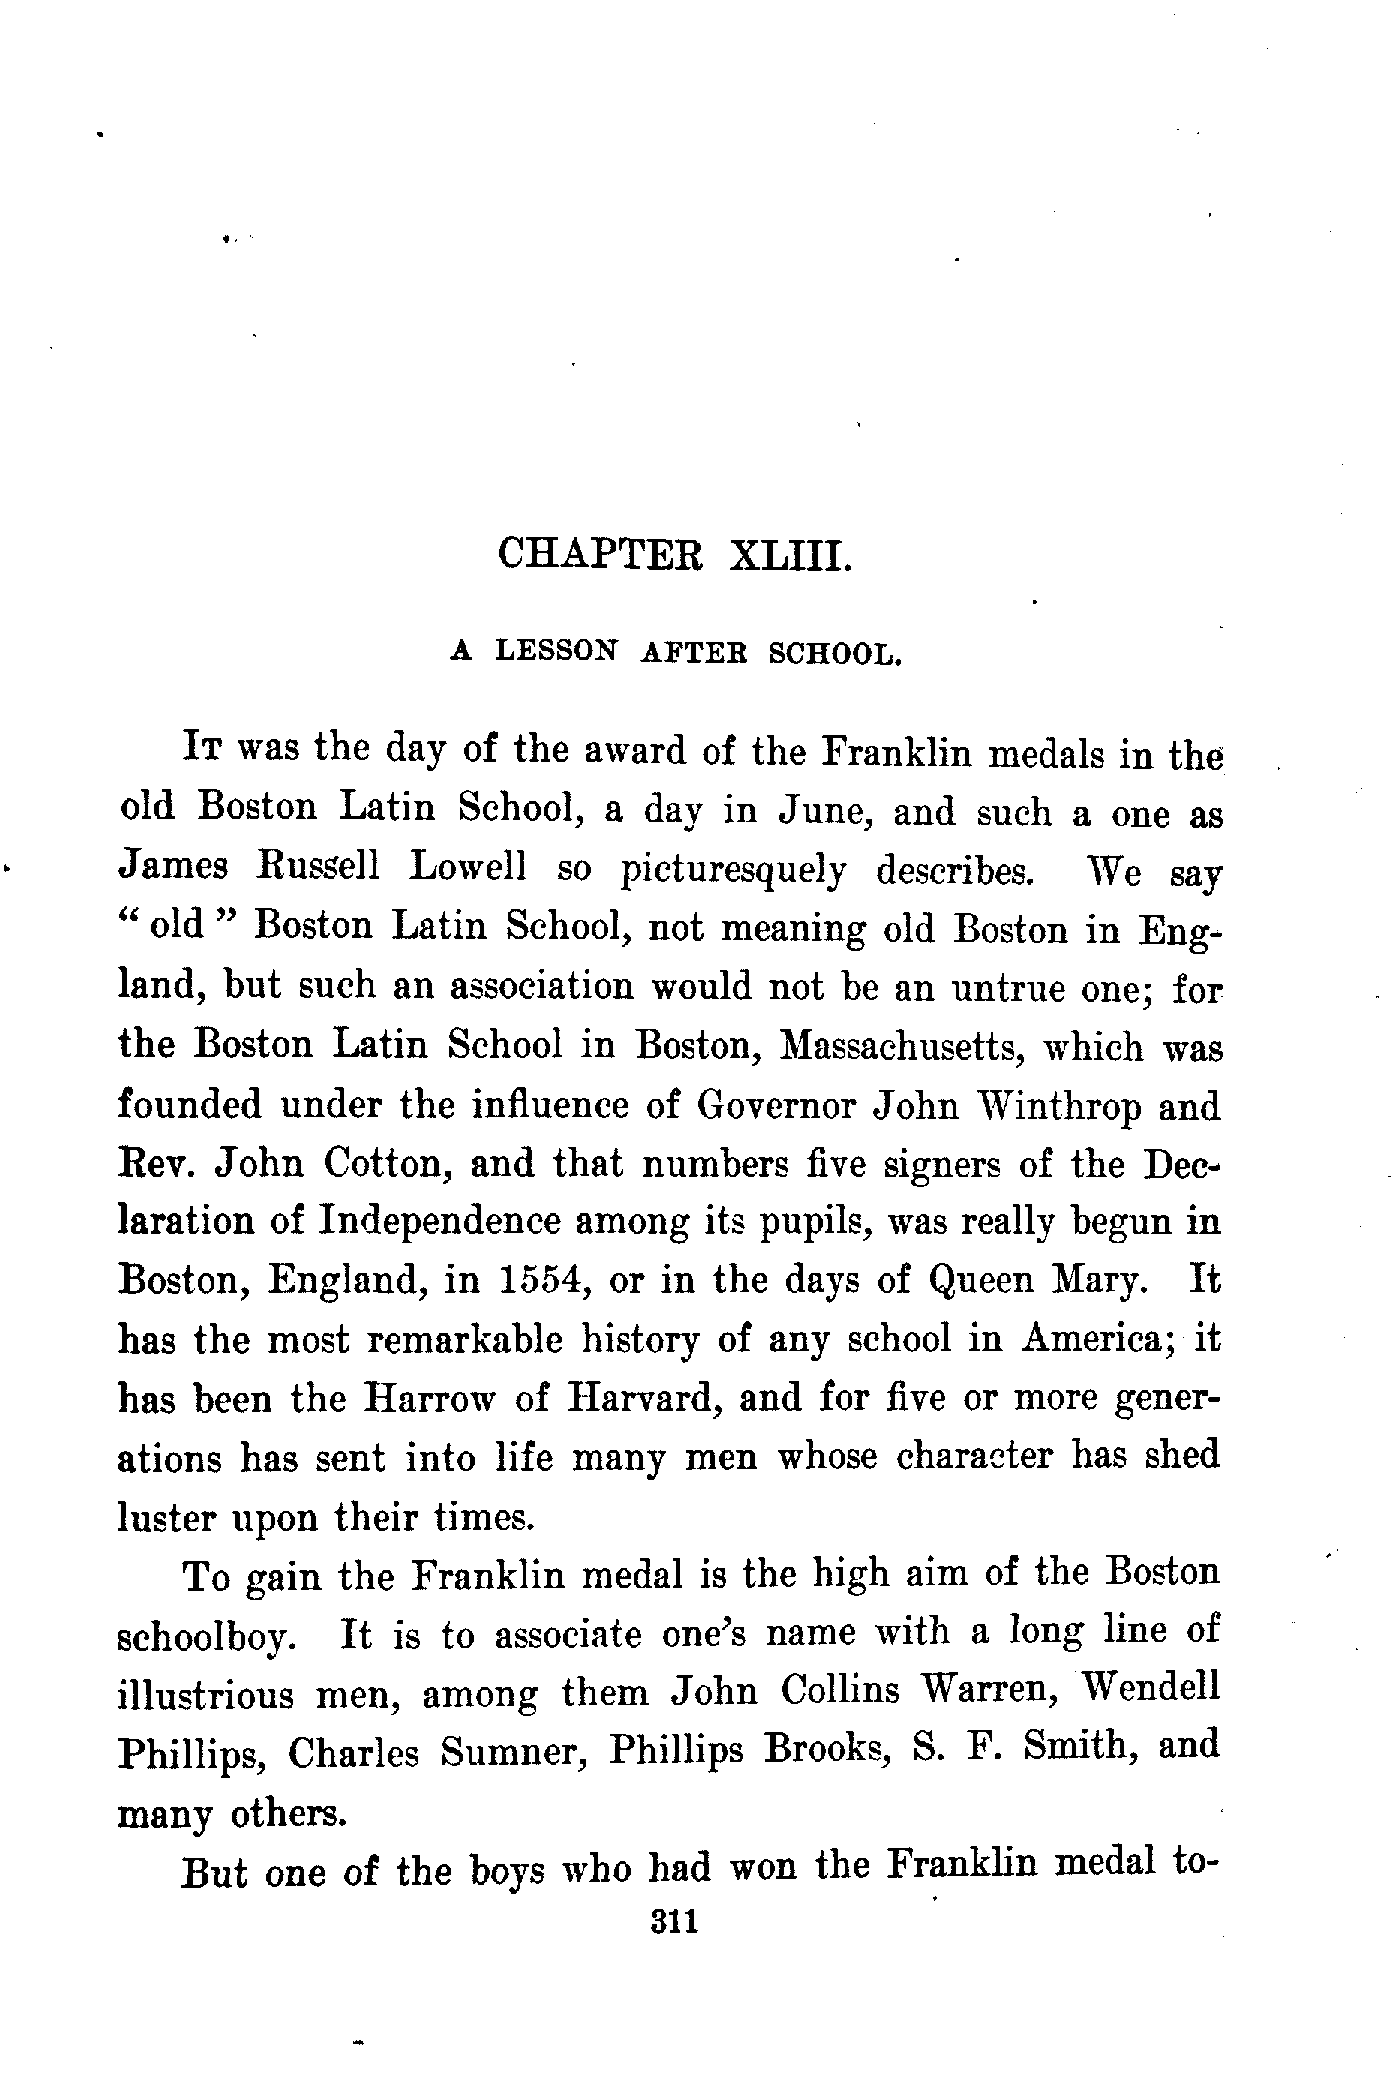 CHAPTER XLIII.
A LESSON AFTER SCHOOL.
IT was the day of the award of the Franklin medals in the
old Boston Latin School, a day in June, and such a one as
James Russell Lowell so picturesquely describes. We say
“ old ” Boston Latin School, not meaning old Boston in Eng-
land, but such an association would not be an untrue one; for
the Boston Latin School in Boston, Massachusetts, which was
founded under the influence of Governor John Winthrop and
Rev. John Cotton, and that numbers five signers of the Dec-
laration of Independence among its pupils, was really begun in
Boston, England, in 1554, or in the days of Queen Mary. It
has the most remarkable history of any school in America; it
has been the Harrow of Harvard, and for five or more gener-
ations has sent into life many men whose character has shed
luster upon their times.
To gain the Franklin medal is the high aim of the Boston
schoolboy. It is to associate one’s name with a long line of
illustrious men, among them John Collins Warren, Wendell
Phillips, Charles Sumner, Phillips Brooks, S. F. Smith, and
many others.
But one of the boys who had won the Franklin medal to-
311